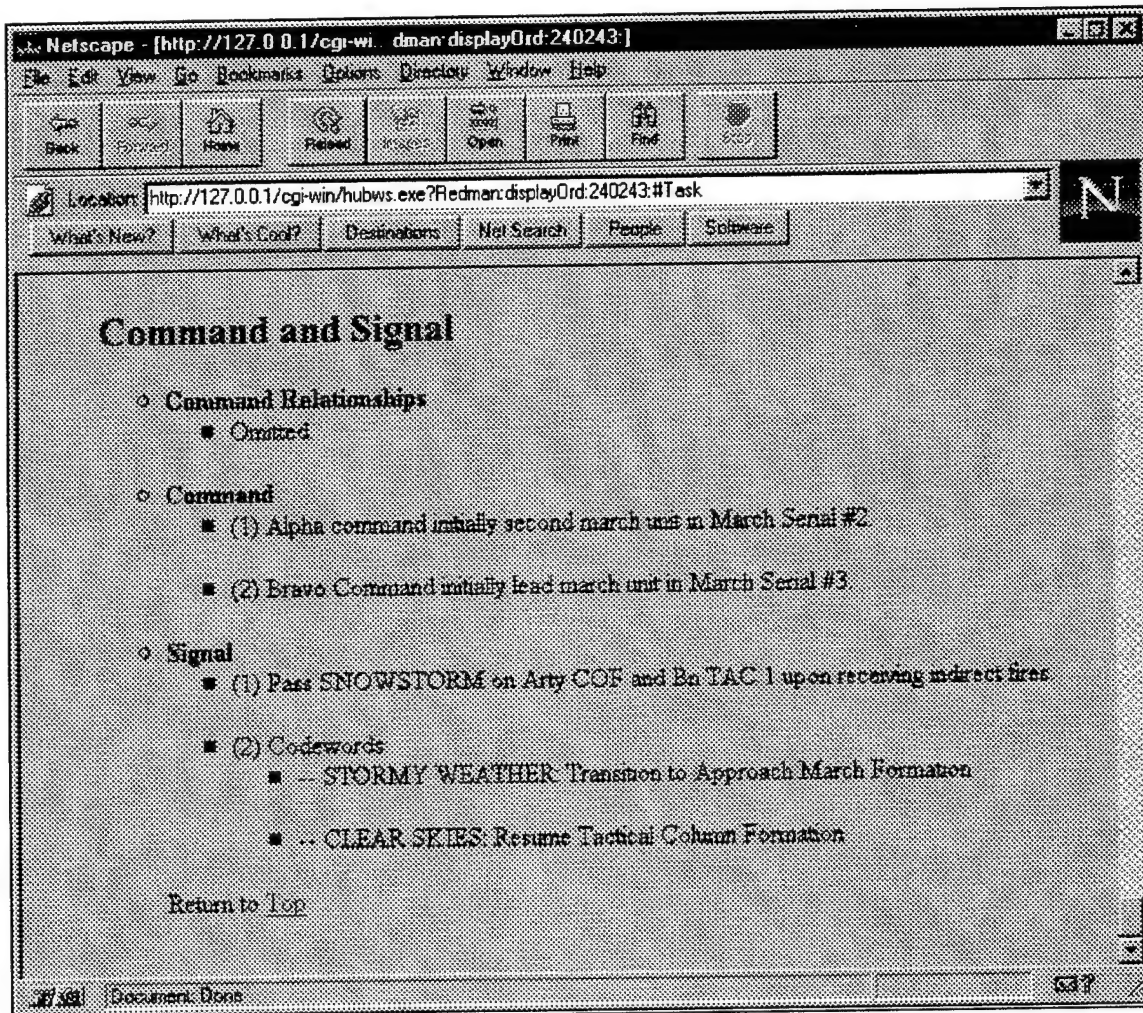 Netscape - [http://127.0.0.1/cgi-wi.. dman:displayOrd:240243:]
File Edit View Go Bookmarks Options Directory Window Help
Back Forward Home Reload Images Open Print Find Stop
Location: http://127.0.0.1/cgi-win/hubws.exe?Redman:displayOrd:240243:#Task
N
What's New? What's Cool? Destinations Net Search People Software
Command and Signal
Command Relationships
Omitted
Command
(1) Alpha command initially second march unit in March Serial #2.
(2) Bravo Command initially lead march unit in March Serial #3.
Signal
(1) Pass SNOWSTORM on Arty COF and Bn TAC 1 upon receiving indirect fires.
(2) Codewords
-- STORMY WEATHER: Transition to Approach March Formation
-- CLEAR SKIES: Resume Tactical Column Formation
Return to Top
Document: Done